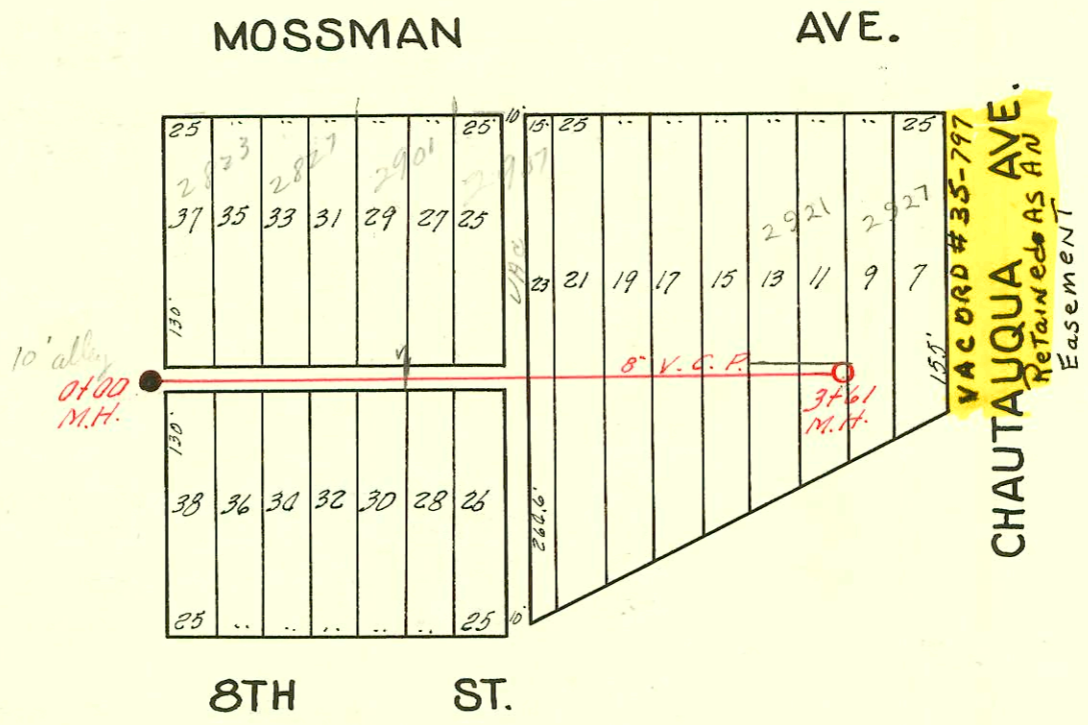 MOSSMAN AVE.
25 .. .. .. .. .. 25 10' 15. 25 .. .. .. .. .. .. 25
2901
2907
2921
2927
37 35 33 31 29 27 25
VAC
23 21 19 17 15 13 11 9 7
130'
155'
VAC ORD #35-797
CHAUTAUQUA AVE.
Retained AS AN
Easement
10' alley
0+00
M.H.
8" V.C.P.
3+61
M.H.
130'
38 36 34 32 30 28 26
264.6'
25 .. .. .. .. .. 25 10'
8TH ST.